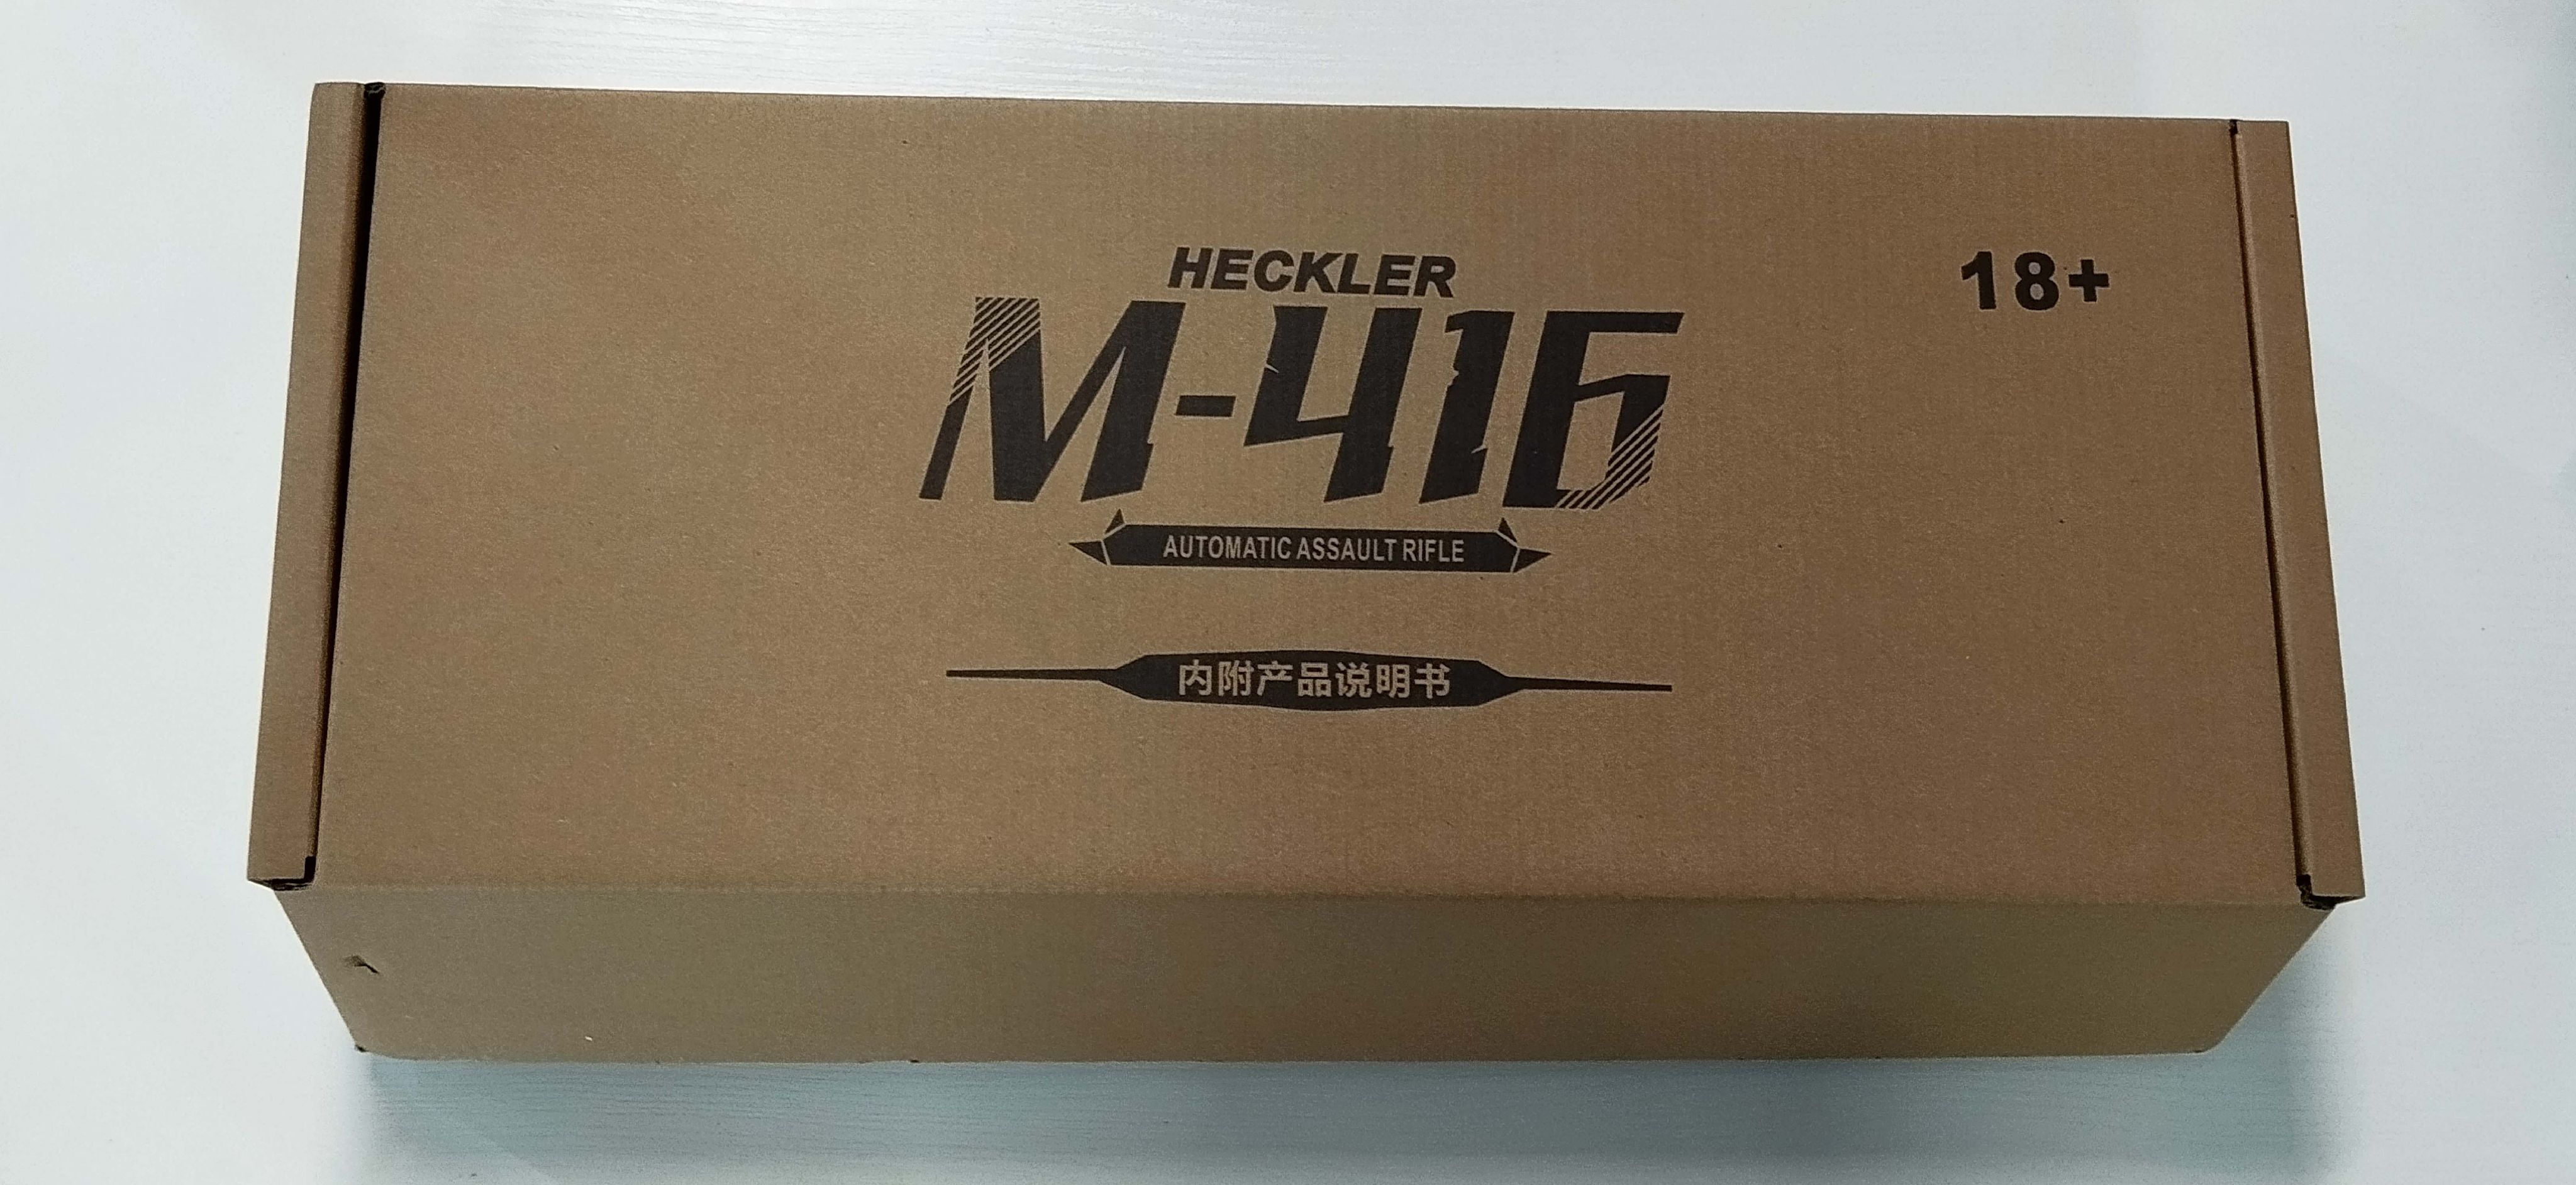 HECKLER
18+
M-416
AUTOMATIC ASSAULT RIFLE
内附产品说明书